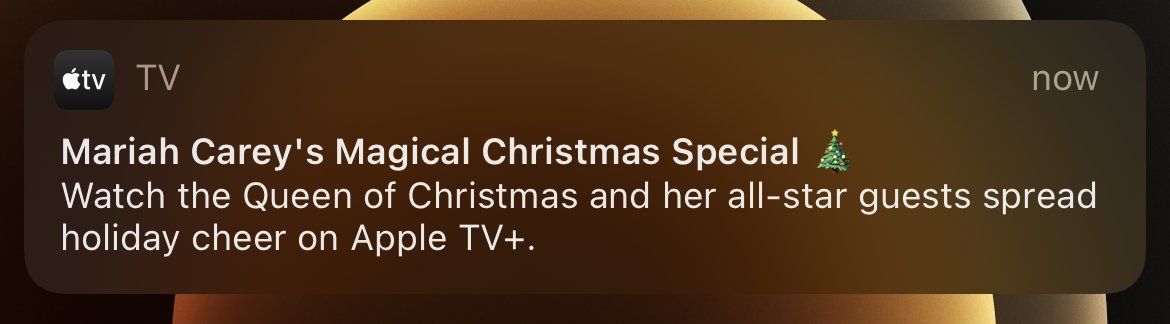 tv TV now
Mariah Carey's Magical Christmas Special 🎄
Watch the Queen of Christmas and her all-star guests spread
holiday cheer on Apple TV+.